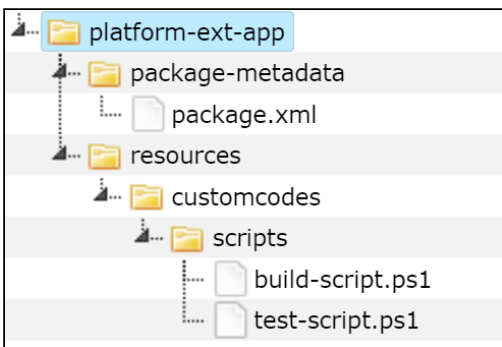 platform-ext-app
package-metadata
package.xml
resources
customcodes
scripts
build-script.ps1
test-script.ps1